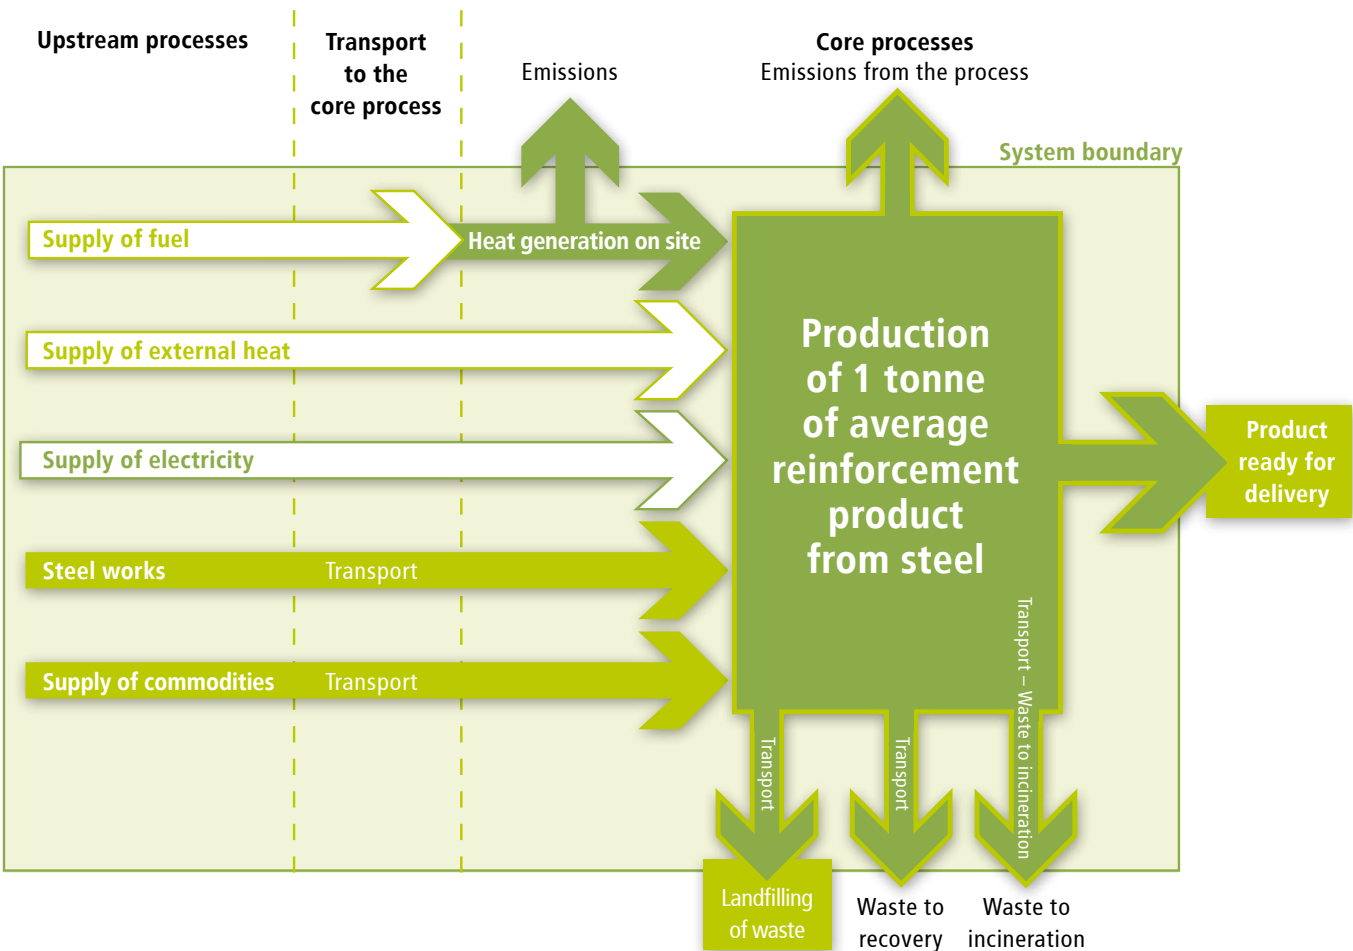 Upstream processes
Transport
to the
core process
Emissions
Core processes
Emissions from the process
System boundary
Supply of fuel
Heat generation on site
Supply of external heat
Supply of electricity
Steel works
Transport
Supply of commodities
Transport
Production
of 1 tonne
of average
reinforcement
product
from steel
Product
ready for
delivery
Transport
Transport
Transport – Waste to incineration
Landfilling
of waste
Waste to
recovery
Waste to
incineration